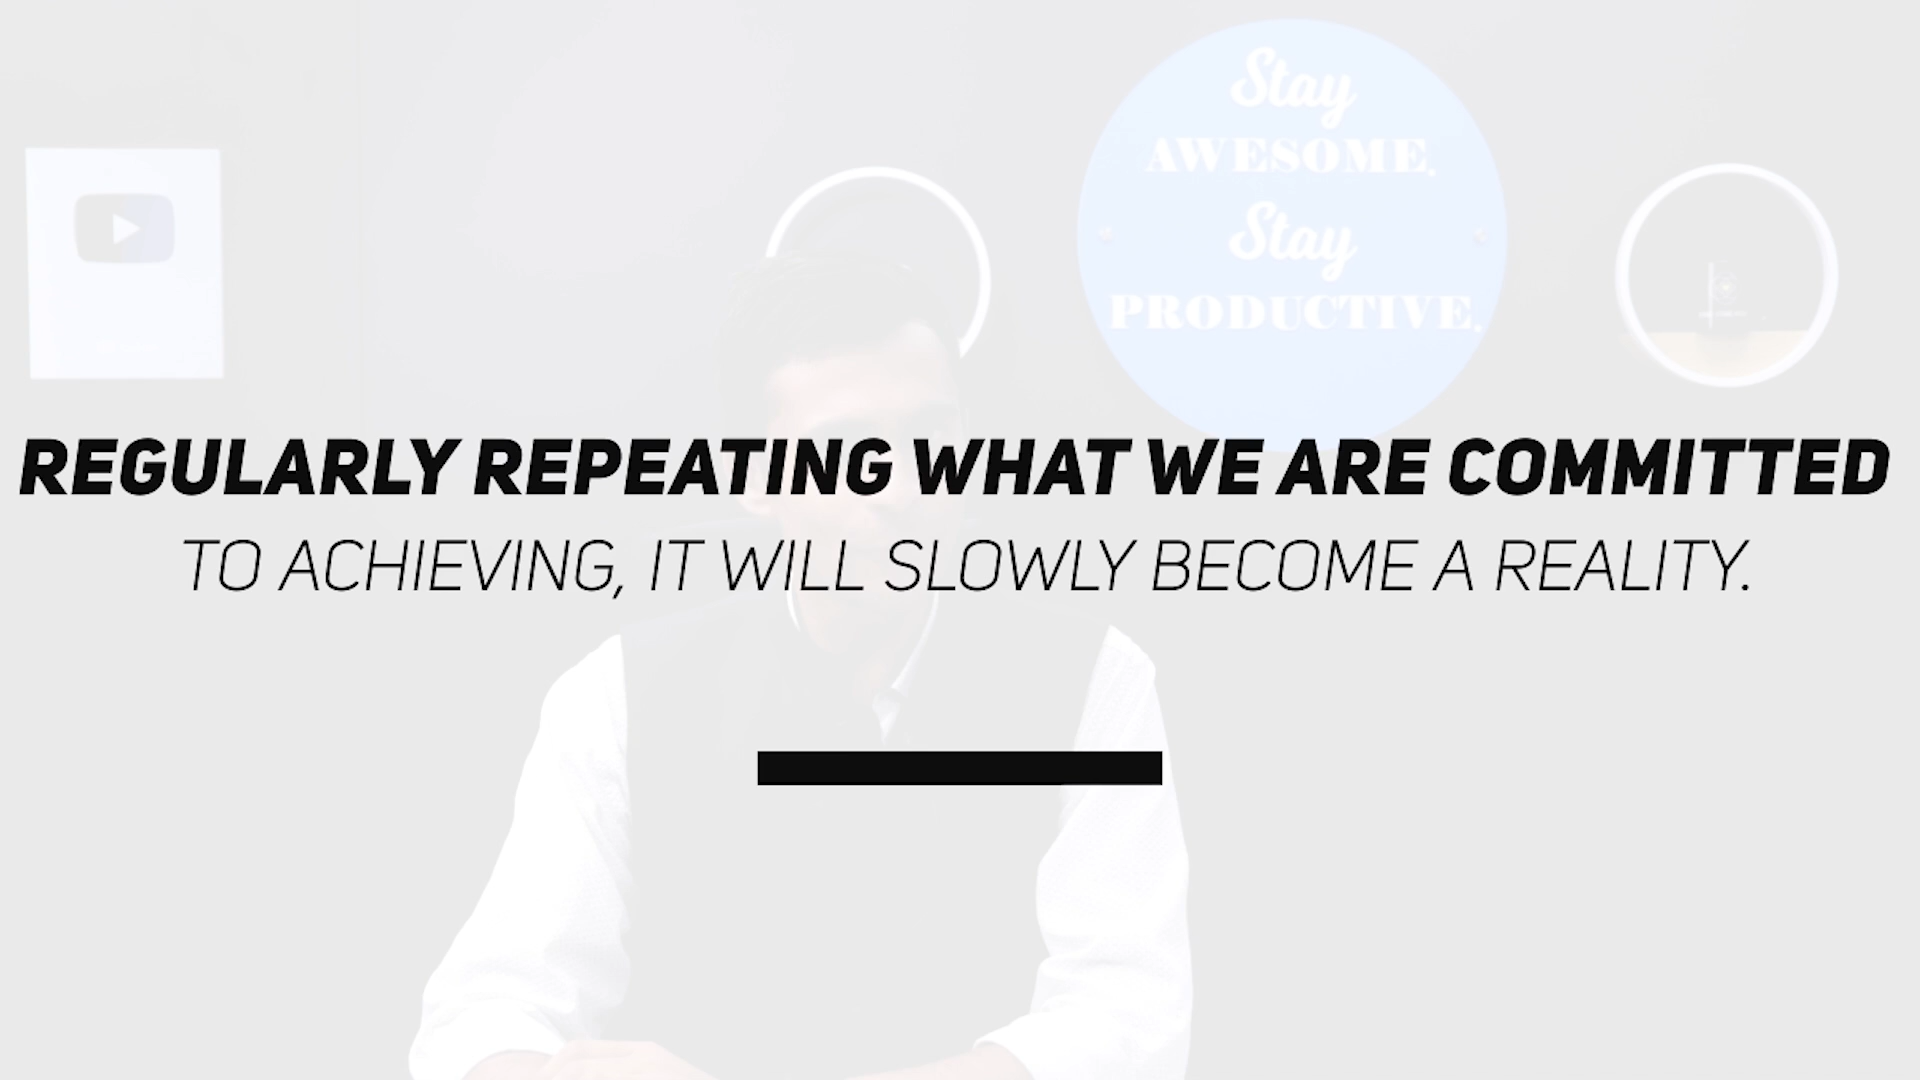 Stay
AWESOME.
Stay
PRODUCTIVE.
REGULARLY REPEATING WHAT WE ARE COMMITTED
TO ACHIEVING, IT WILL SLOWLY BECOME A REALITY.